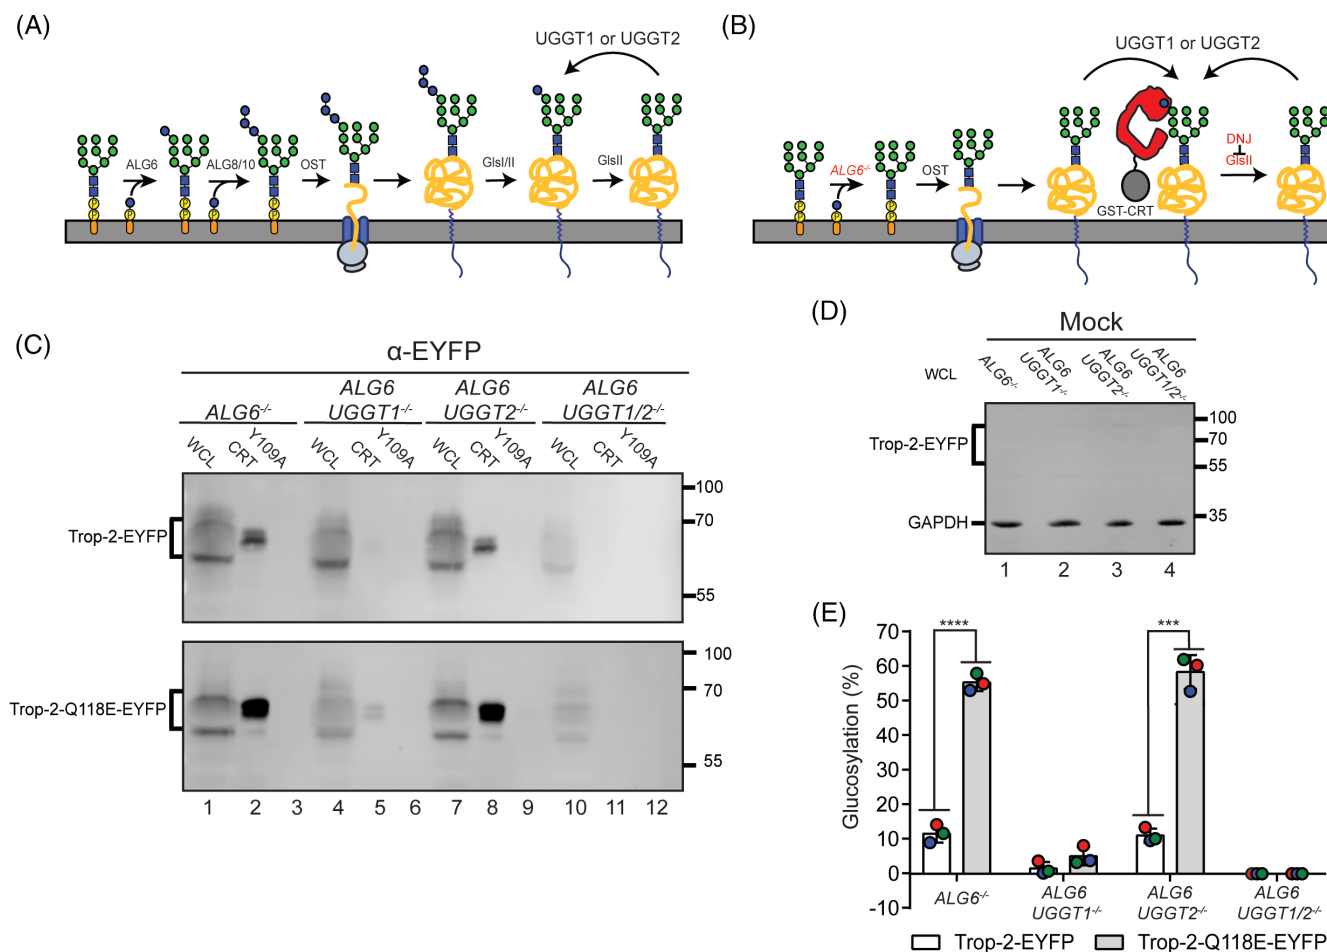 (A)
UGGT1 or UGGT2
ALG6
ALG8/10
OST
GlsI/II
GlsII
P P P P P P P P P P
(B)
UGGT1 or UGGT2
ALG6-/-
OST
GST-CRT
DNJ
GlsII
P P P P P P
(C)
α-EYFP
ALG6-/-
ALG6 UGGT1-/-
ALG6 UGGT2-/-
ALG6 UGGT1/2-/-
WCL CRT Y109A WCL CRT Y109A WCL CRT Y109A WCL CRT Y109A
100
Trop-2-EYFP
70
55
100
Trop-2-Q118E-EYFP
70
55
1 2 3 4 5 6 7 8 9 10 11 12
(D)
Mock
WCL
ALG6-/-
ALG6 UGGT1-/-
ALG6 UGGT2-/-
ALG6 UGGT1/2-/-
Trop-2-EYFP
100
70
55
GAPDH
35
1 2 3 4
(E)
Glucosylation (%)
70
60
50
40
30
20
10
0
-10
****
***
ALG6-/-
ALG6 UGGT1-/-
ALG6 UGGT2-/-
ALG6 UGGT1/2-/-
Trop-2-EYFP
Trop-2-Q118E-EYFP